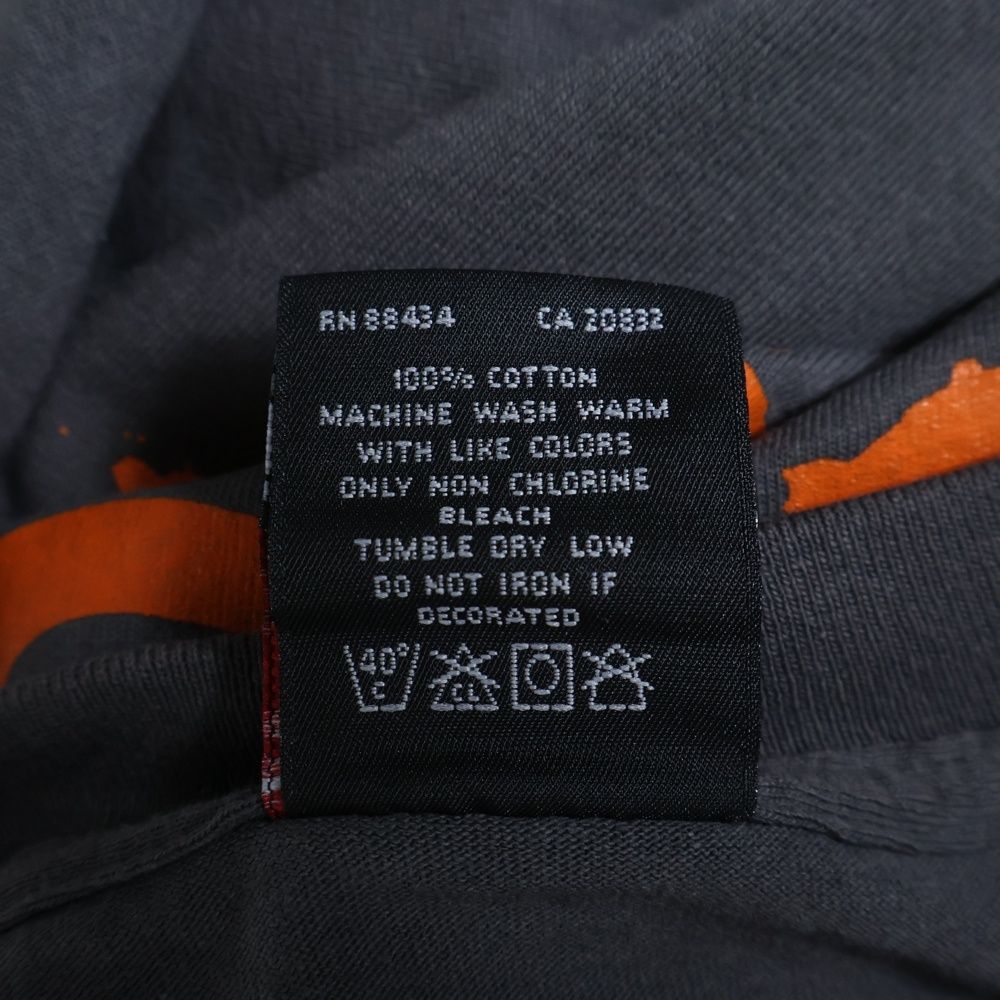 RN 88434 CA 20832
100% COTTON
MACHINE WASH WARM
WITH LIKE COLORS
ONLY NON CHLORINE
BLEACH
TUMBLE DRY LOW
DO NOT IRON IF
DECORATED
40° C CL